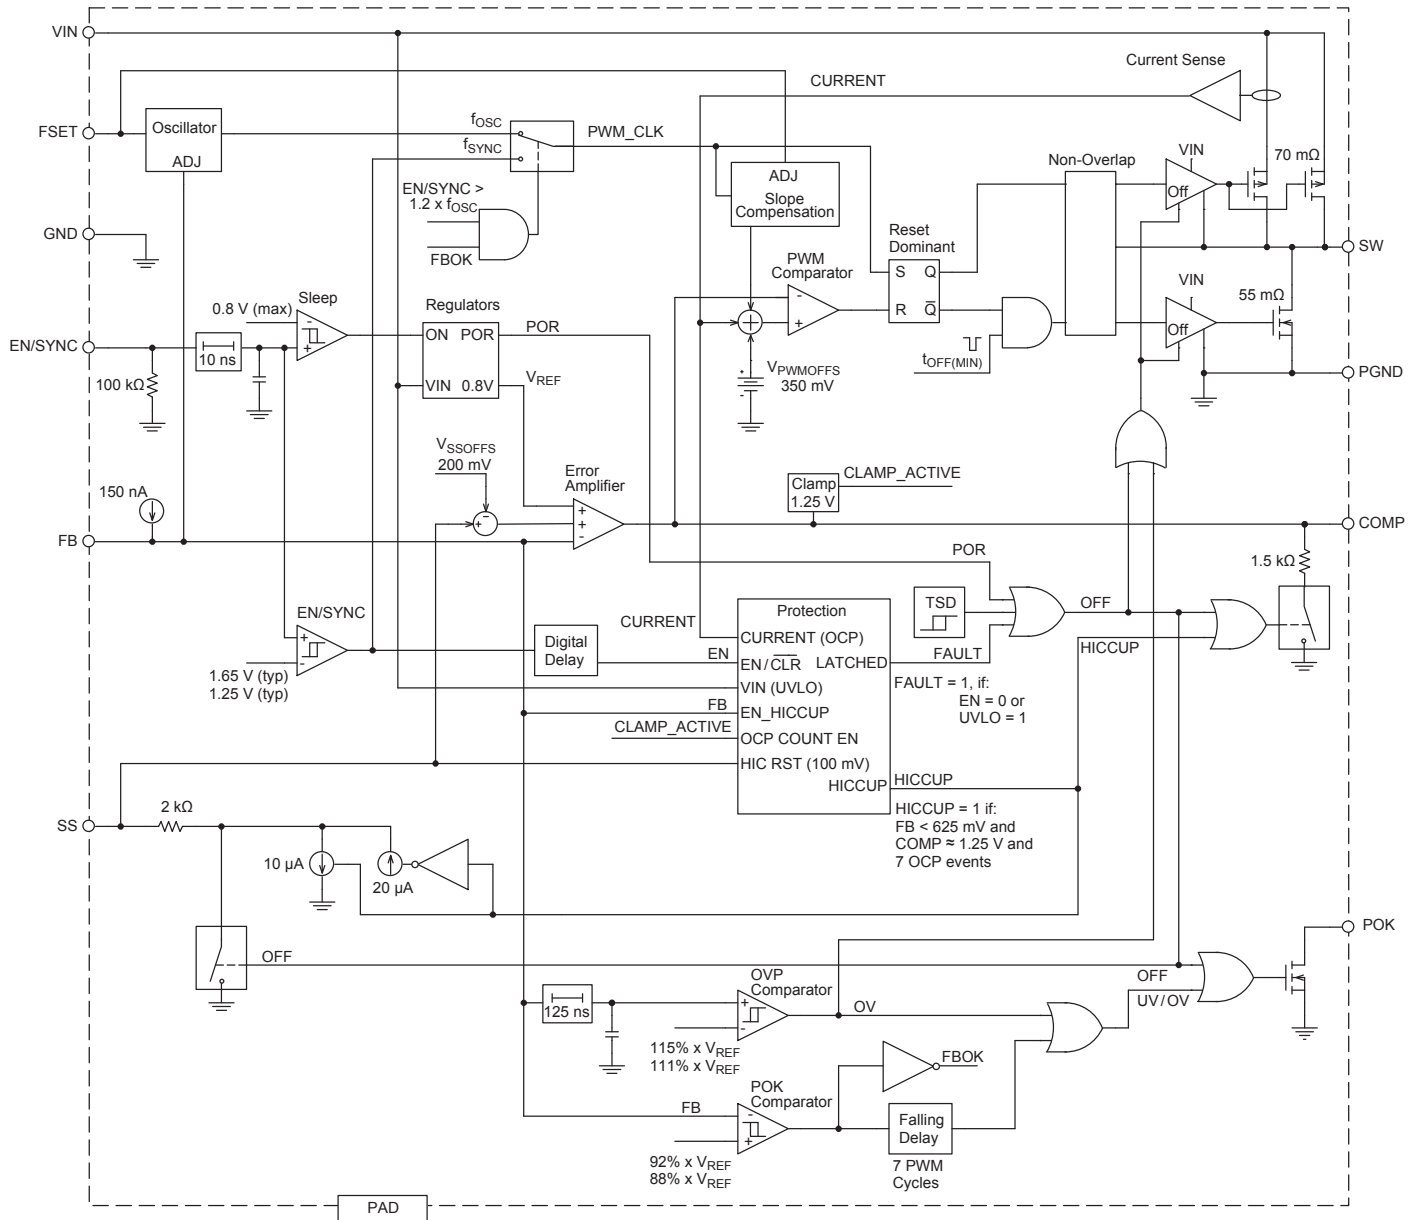 VIN
Current Sense
CURRENT
FSET
Oscillator
ADJ
fOSC
fSYNC
PWM_CLK
EN/SYNC >
1.2 x fOSC
FBOK
ADJ
Slope
Compensation
Non-Overlap
VIN
Off
70 mΩ
GND
Reset
Dominant
S Q
R Q̅
SW
PWM
Comparator
-
+
VIN
Off
55 mΩ
0.8 V (max)
Sleep
-
+
Regulators
ON POR
VIN 0.8V
POR
VREF
EN/SYNC
10 ns
100 kΩ
+
-
VPWMOFFS
350 mV
tOFF(MIN)
PGND
VSSOFFS
200 mV
-
+
Error
Amplifier
+
+
-
Clamp
1.25 V
CLAMP_ACTIVE
150 nA
FB
COMP
POR
1.5 kΩ
EN/SYNC
+
-
1.65 V (typ)
1.25 V (typ)
Digital
Delay
CURRENT
EN
FB
CLAMP_ACTIVE
Protection
CURRENT (OCP)
EN/C̅L̅R̅ LATCHED
VIN (UVLO)
EN_HICCUP
OCP COUNT EN
HIC RST (100 mV)
HICCUP
TSD
OFF
FAULT
HICCUP
FAULT = 1, if:
EN = 0 or
UVLO = 1
HICCUP
HICCUP = 1 if:
FB < 625 mV and
COMP ≈ 1.25 V and
7 OCP events
SS
2 kΩ
10 µA
20 µA
OFF
POK
125 ns
OVP
Comparator
+
-
115% x VREF
111% x VREF
OV
OFF
UV/OV
FBOK
FB
POK
Comparator
-
+
92% x VREF
88% x VREF
Falling
Delay
7 PWM
Cycles
PAD